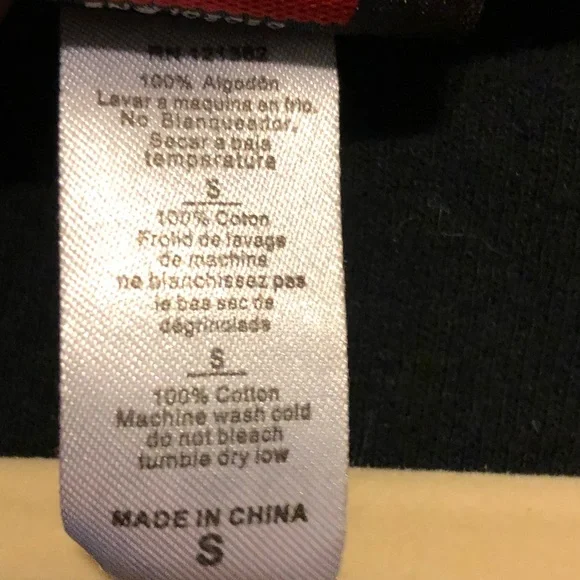 RN 121382
100% Algodón
Lavar a maquina en frio.
No Blanqueador,
Secar a baja
temperatura
S
100% Coton
Froid de lavage
de machine
ne blanchissez pas
le bas sec de
dégringolade
S
100% Cotton
Machine wash cold
do not bleach
tumble dry low
MADE IN CHINA
S